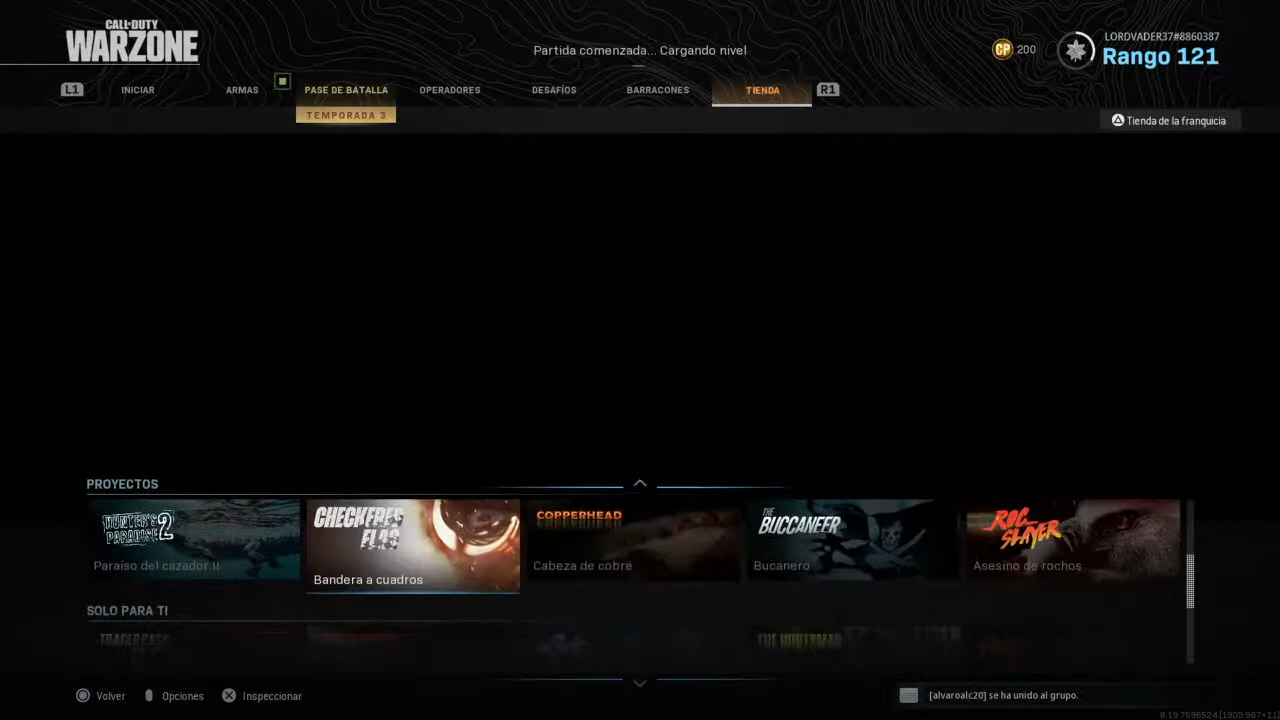 CALL OF DUTY
WARZONE
Partida comenzada... Cargando nivel
CP 200
LORDVADER37#8860387
Rango 121
L1
INICIAR
ARMAS
PASE DE BATALLA
OPERADORES
DESAFÍOS
BARRACONES
TIENDA
R1
TEMPORADA 3
Tienda de la franquicia
PROYECTOS
HUNTER'S
PARADISE 2
Paraíso del cazador II
CHECKERED
FLAG
Bandera a cuadros
COPPERHEAD
Cabeza de cobre
THE
BUCCANEER
Bucanero
ROC
SLAYER
Asesino de rochos
SOLO PARA TI
THE HUNTSMAN
Volver
Opciones
Inspeccionar
[alvaroalc20] se ha unido al grupo.